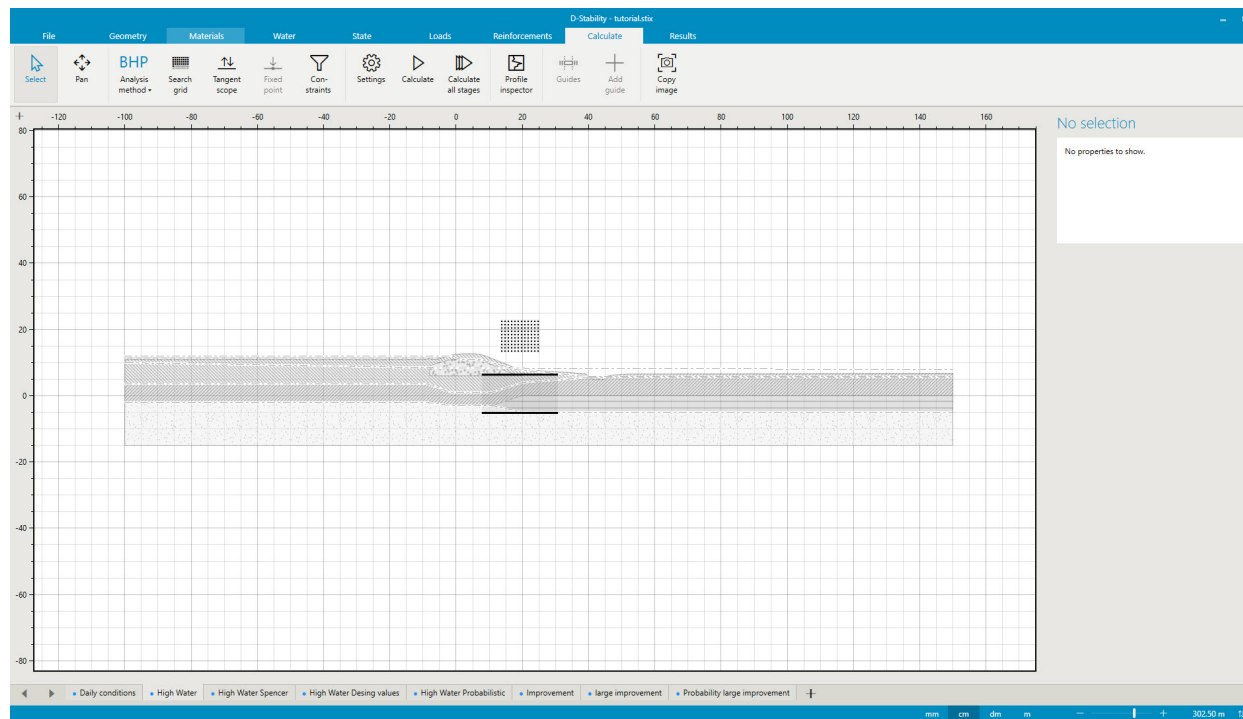 D-Stability - tutorial.stix
File Geometry Materials Water State Loads Reinforcements Calculate Results
Select Pan BHP Analysis method Search grid Tangent scope Fixed point Con-straints Settings Calculate Calculate all stages Profile inspector Guides Add guide Copy image
-120 -100 -80 -60 -40 -20 0 20 40 60 80 100 120 140 160
No selection
No properties to show.
80
60
40
20
0
-20
-40
-60
-80
Daily conditions High Water High Water Spencer High Water Desing values High Water Probabilistic Improvement large improvement Probability large improvement
mm cm dm m 302,50 m